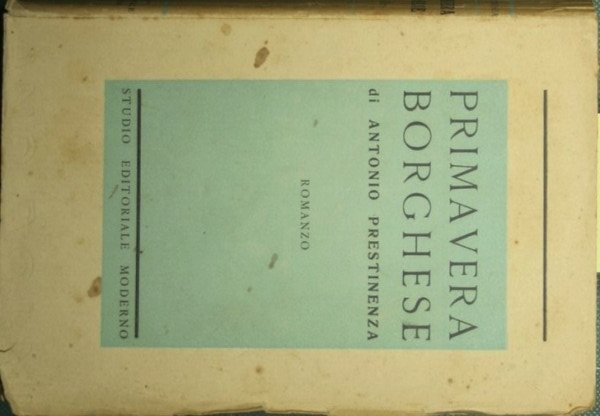 PRIMAVERA
BORGHESE
di ANTONIO PRESTINENZA
ROMANZO
STUDIO EDITORIALE MODERNO